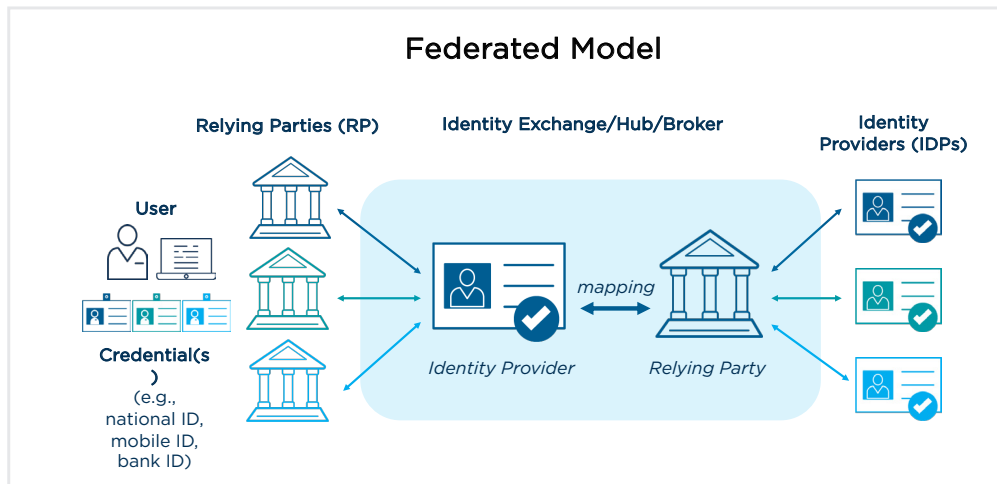 Federated Model
Relying Parties (RP)
Identity Exchange/Hub/Broker
Identity
Providers (IDPs)
User
Credential(s
)
(e.g.,
national ID,
mobile ID,
bank ID)
mapping
Identity Provider
Relying Party